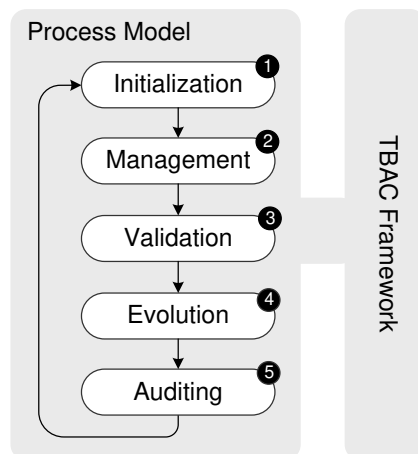 Process Model
1
Initialization
2
Management
3
Validation
4
Evolution
5
Auditing
TBAC Framework